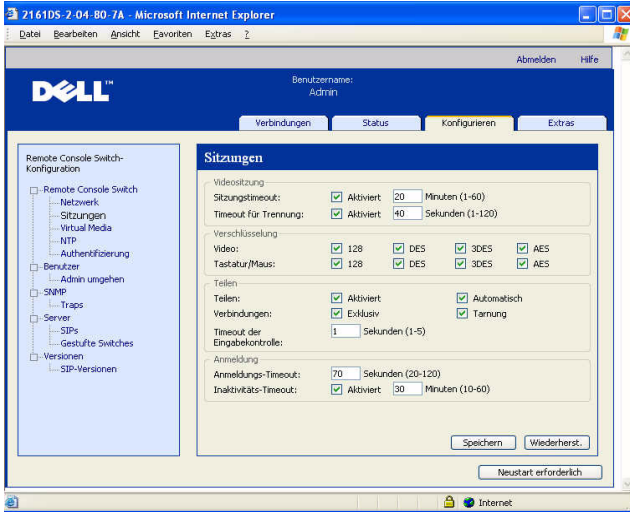 2161DS-2-04-80-7A - Microsoft Internet Explorer
Datei Bearbeiten Ansicht Favoriten Extras ?
Abmelden Hilfe
DELL™
Benutzername:
Admin
Verbindungen Status Konfigurieren Extras
Remote Console Switch-
Konfiguration
Remote Console Switch
Netzwerk
Sitzungen
Virtual Media
NTP
Authentifizierung
Benutzer
Admin umgehen
SNMP
Traps
Server
SIPs
Gestufte Switches
Versionen
SIP-Versionen
Sitzungen
Videositzung
Sitzungstimeout: Aktiviert 20 Minuten (1-60)
Timeout für Trennung: Aktiviert 40 Sekunden (1-120)
Verschlüsselung
Video: 128 DES 3DES AES
Tastatur/Maus: 128 DES 3DES AES
Teilen
Teilen: Aktiviert Automatisch
Verbindungen: Exklusiv Tarnung
Timeout der
Eingabekontrolle: 1 Sekunden (1-5)
Anmeldung
Anmeldungs-Timeout: 70 Sekunden (20-120)
Inaktivitäts-Timeout: Aktiviert 30 Minuten (10-60)
Speichern Wiederherst.
Neustart erforderlich
Internet